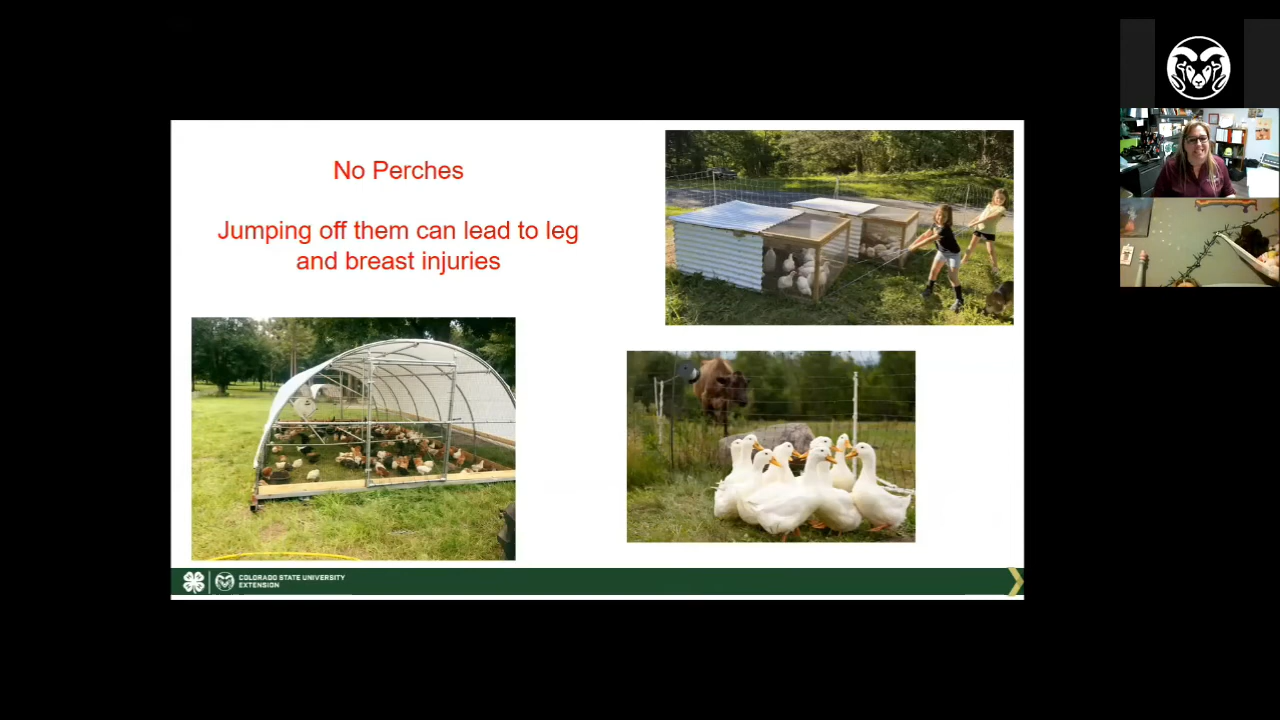 No Perches
Jumping off them can lead to leg
and breast injuries
COLORADO STATE UNIVERSITY
EXTENSION